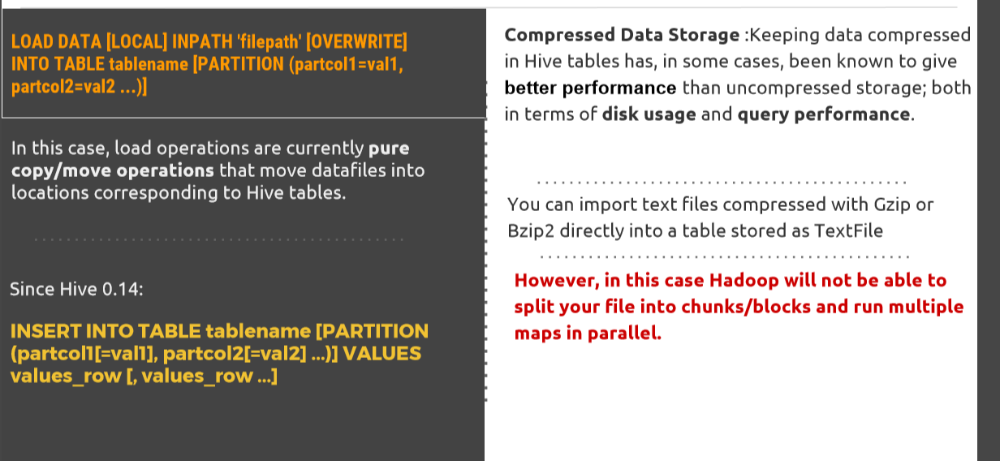 LOAD DATA [LOCAL] INPATH 'filepath' [OVERWRITE]
INTO TABLE tablename [PARTITION (partcol1=val1,
partcol2=val2 ...)]
In this case, load operations are currently pure
copy/move operations that move datafiles into
locations corresponding to Hive tables.
Since Hive 0.14:
INSERT INTO TABLE tablename [PARTITION
(partcol1[=val1], partcol2[=val2] ...)] VALUES
values_row [, values_row ...]
Compressed Data Storage :Keeping data compressed
in Hive tables has, in some cases, been known to give
better performance than uncompressed storage; both
in terms of disk usage and query performance.
You can import text files compressed with Gzip or
Bzip2 directly into a table stored as TextFile
However, in this case Hadoop will not be able to
split your file into chunks/blocks and run multiple
maps in parallel.